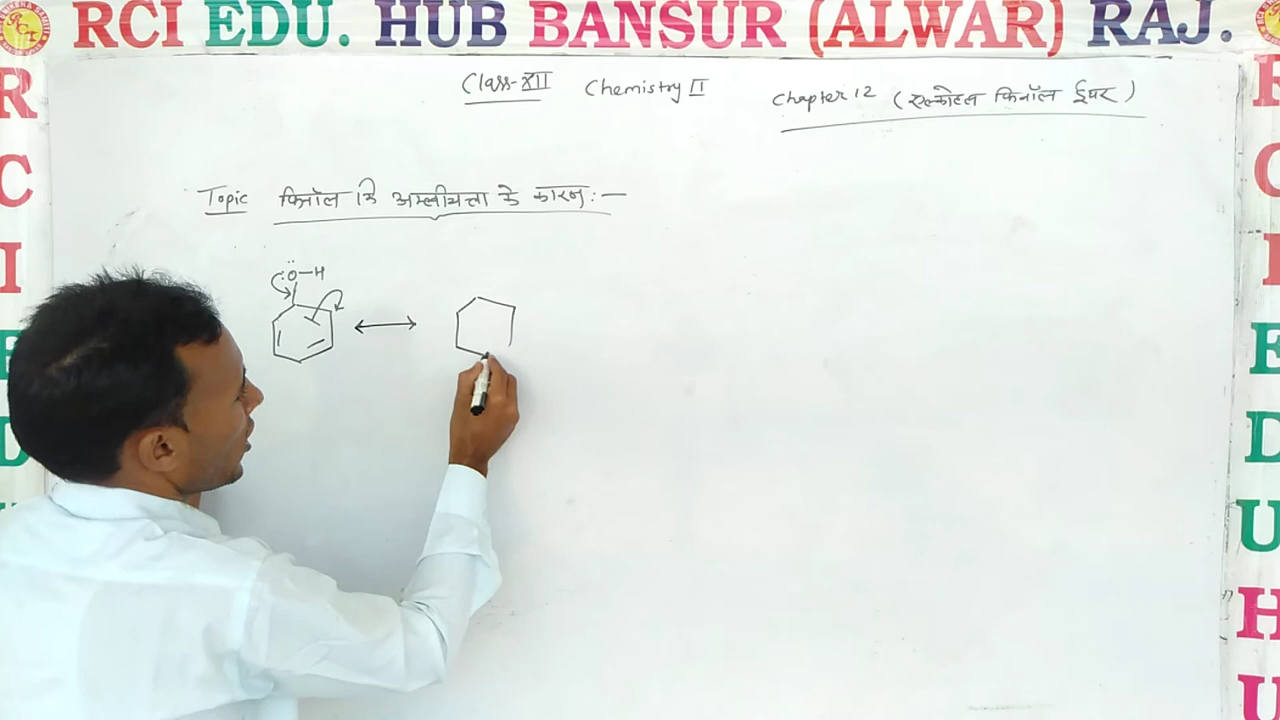 RCI EDU. HUB BANSUR (ALWAR) RAJ.
Class-XII Chemistry II Chapter 12 (एल्कोहल फिनॉल ईथर)
Topic फिनॉल कि अम्लीयता के कारण :-
:Ö-H
R
C
I
E
D
R
C
I
E
D
U
H
U